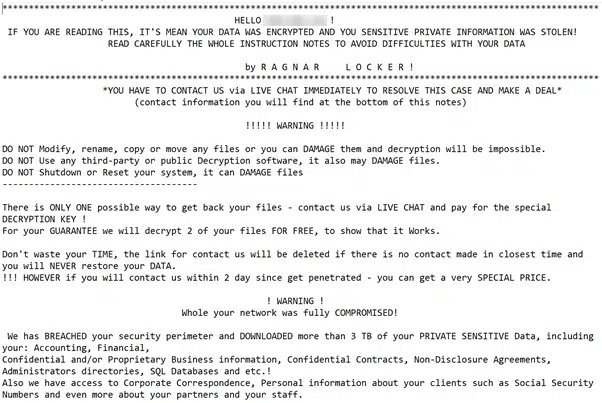 *****************************************************************************************************************
HELLO !
IF YOU ARE READING THIS, IT'S MEAN YOUR DATA WAS ENCRYPTED AND YOU SENSITIVE PRIVATE INFORMATION WAS STOLEN!
READ CAREFULLY THE WHOLE INSTRUCTION NOTES TO AVOID DIFFICULTIES WITH YOUR DATA
by R A G N A R L O C K E R !
*****************************************************************************************************************
*YOU HAVE TO CONTACT US via LIVE CHAT IMMEDIATELY TO RESOLVE THIS CASE AND MAKE A DEAL*
(contact information you will find at the bottom of this notes)
!!!!! WARNING !!!!!
DO NOT Modify, rename, copy or move any files or you can DAMAGE them and decryption will be impossible.
DO NOT Use any third-party or public Decryption software, it also may DAMAGE files.
DO NOT Shutdown or Reset your system, it can DAMAGE files
-------------------------------------
There is ONLY ONE possible way to get back your files - contact us via LIVE CHAT and pay for the special
DECRYPTION KEY !
For your GUARANTEE we will decrypt 2 of your files FOR FREE, to show that it Works.
Don't waste your TIME, the link for contact us will be deleted if there is no contact made in closest time and
you will NEVER restore your DATA.
!!! HOWEVER if you will contact us within 2 day since get penetrated - you can get a very SPECIAL PRICE.
! WARNING !
Whole your network was fully COMPROMISED!
We has BREACHED your security perimeter and DOWNLOADED more than 3 TB of your PRIVATE SENSITIVE Data, including
your: Accounting, Financial,
Confidential and/or Proprietary Business information, Confidential Contracts, Non-Disclosure Agreements,
Administrators directories, SQL Databases and etc.!
Also we have access to Corporate Correspondence, Personal information about your clients such as Social Security
Numbers and even more about your partners and your staff.